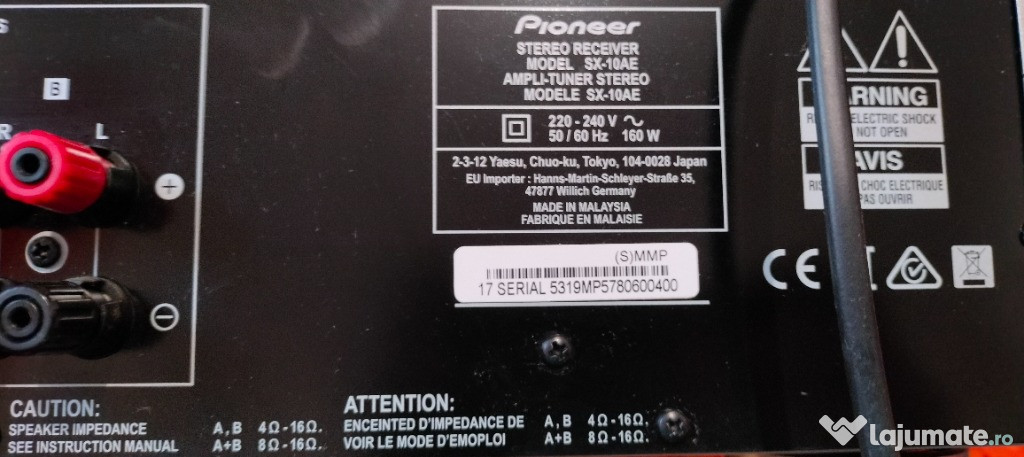 s
B
R L
+
−
Pioneer
STEREO RECEIVER
MODEL SX-10AE
AMPLI-TUNER STEREO
MODELE SX-10AE
220 - 240 V ~
50 / 60 Hz 160 W
2-3-12 Yaesu, Chuo-ku, Tokyo, 104-0028 Japan
EU Importer : Hanns-Martin-Schleyer-Straße 35,
47877 Willich Germany
MADE IN MALAYSIA
FABRIQUE EN MALAISIE
(S)MMP
17 SERIAL 5319MP5780600400
ARNING
ELECTRIC SHOCK
NOT OPEN
AVIS
CHOC ELECTRIQUE
PAS OUVRIR
CE
CAUTION:
SPEAKER IMPEDANCE A , B 4Ω -16Ω.
SEE INSTRUCTION MANUAL A+B 8Ω -16Ω.
ATTENTION:
ENCEINTED D'IMPEDANCE DE A, B 4Ω -16Ω.
VOIR LE MODE D'EMPLOI A+B 8Ω -16Ω.
lajumate.ro